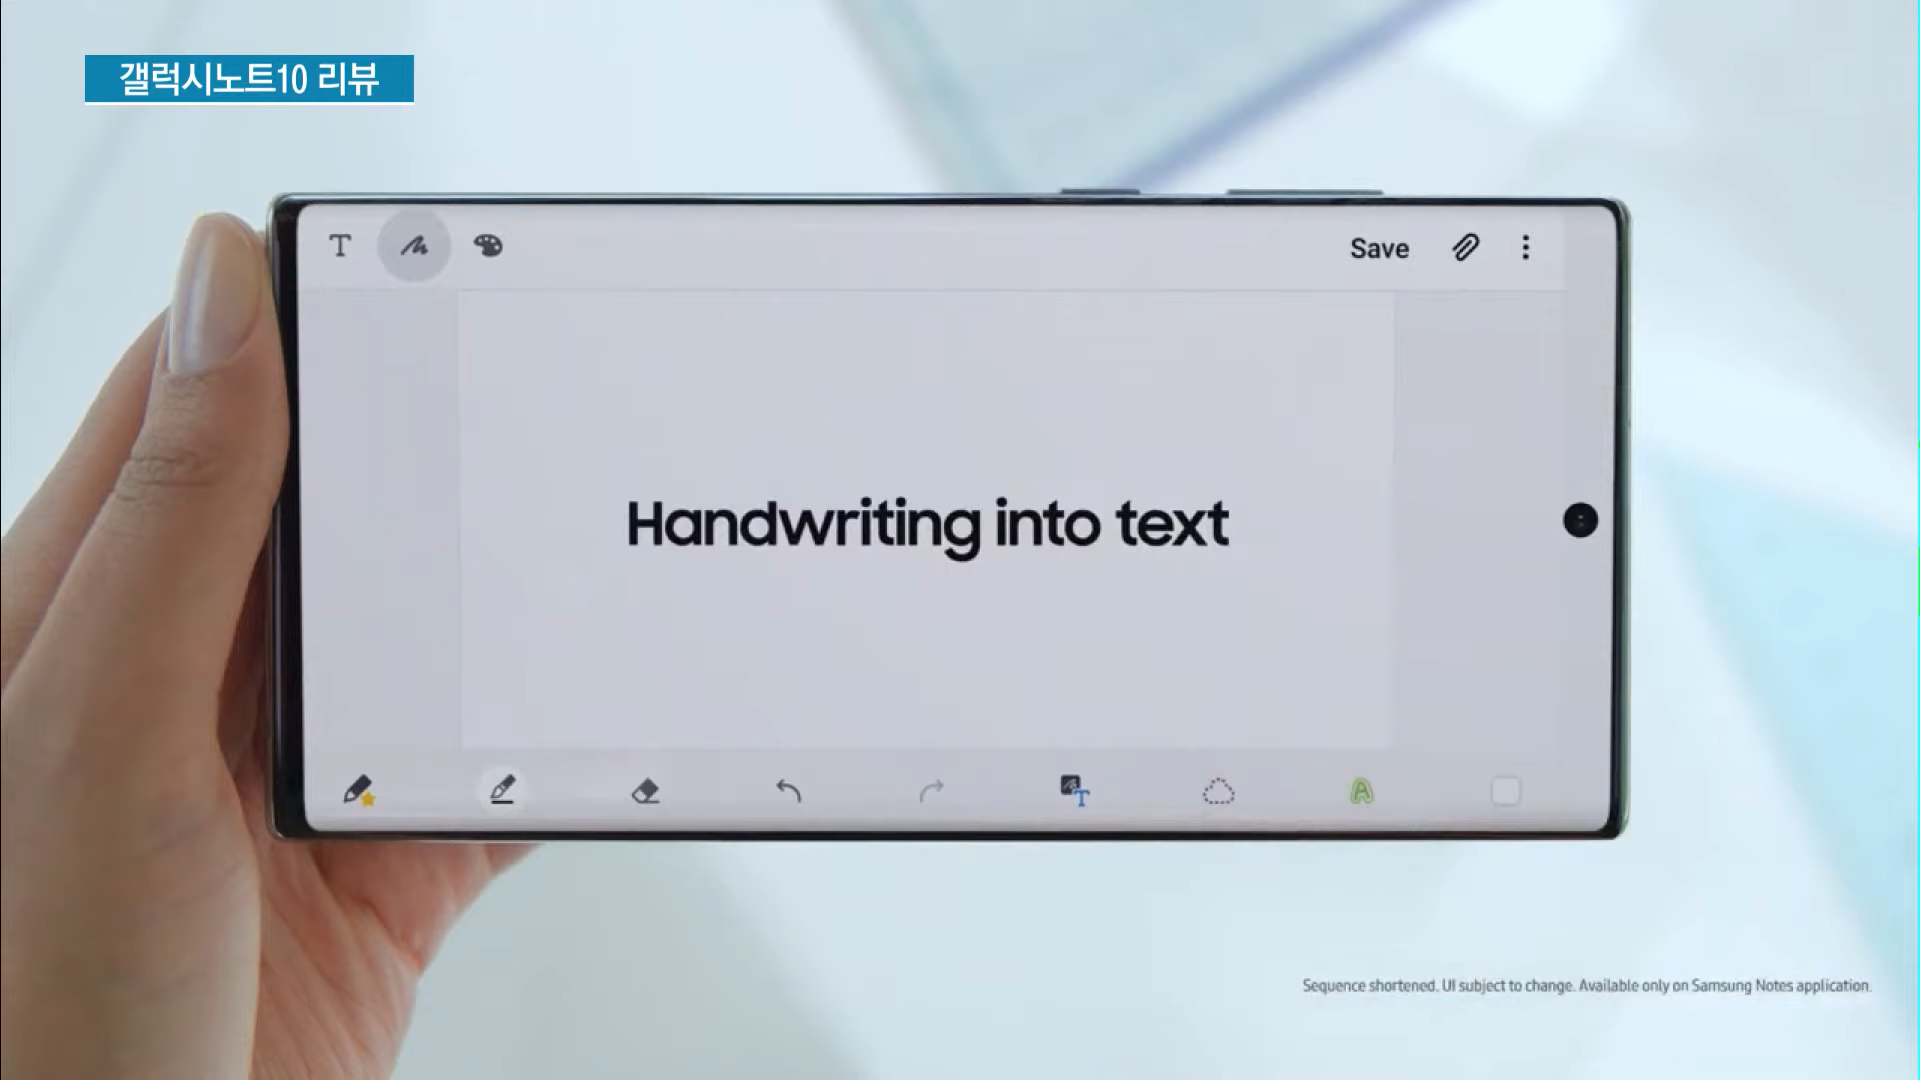 갤럭시노트10 리뷰
T
Save
Handwriting into text
T
A
Sequence shortened. UI subject to change. Available only on Samsung Notes application.